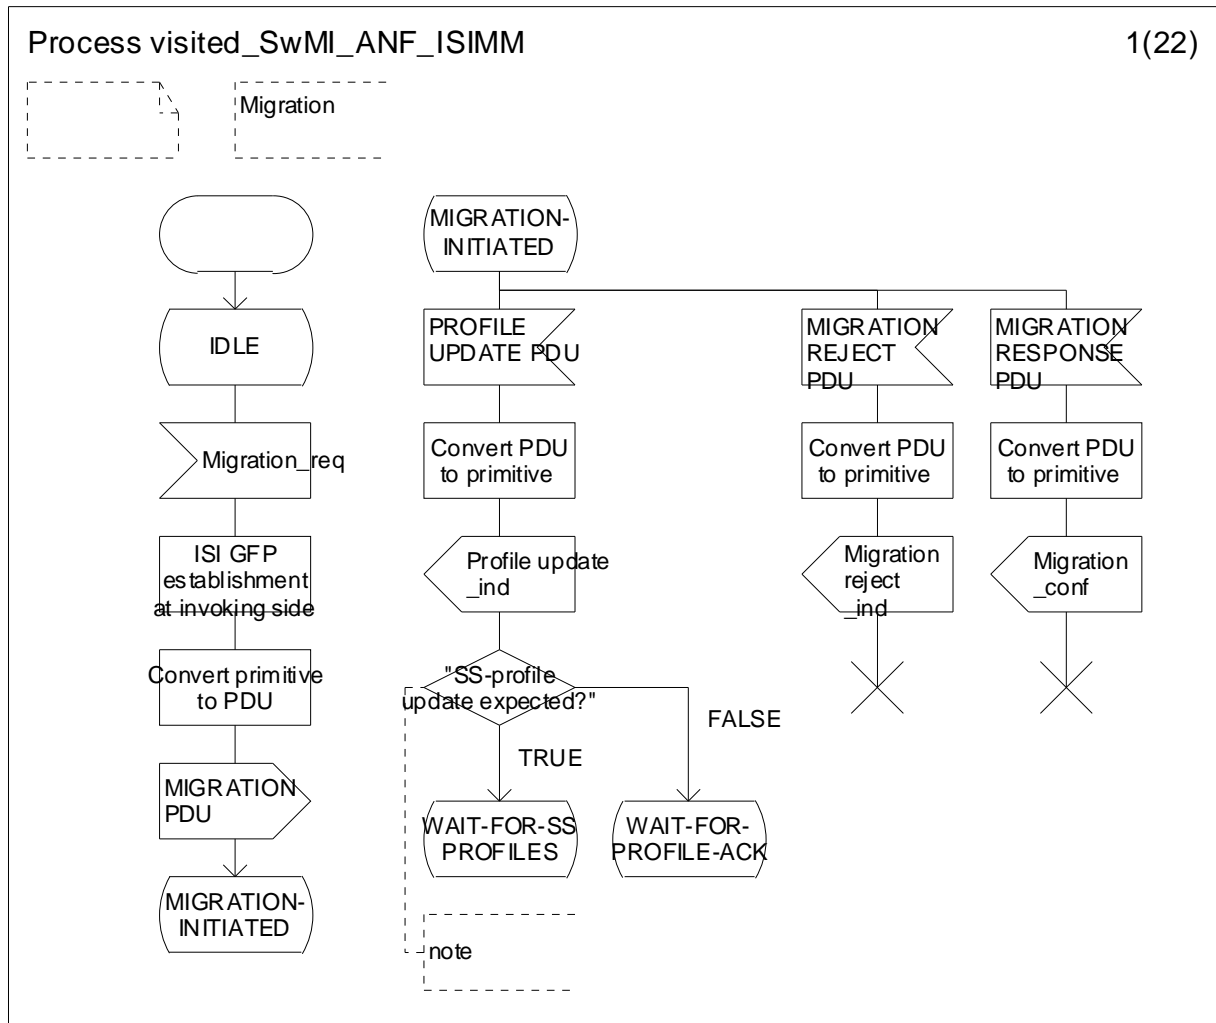 Process visited_SwMI_ANF_ISIMM
1(22)
Migration
IDLE
Migration_req
ISI GFP
establishment
at invoking side
Convert primitive
to PDU
MIGRATION
PDU
MIGRATION-
INITIATED
MIGRATION-
INITIATED
PROFILE
UPDATE PDU
Convert PDU
to primitive
Profile update
_ind
"SS-profile
update expected?"
TRUE
FALSE
WAIT-FOR-SS
PROFILES
WAIT-FOR-
PROFILE-ACK
note
MIGRATION
REJECT
PDU
Convert PDU
to primitive
Migration
reject
_ind
MIGRATION
RESPONSE
PDU
Convert PDU
to primitive
Migration
_conf